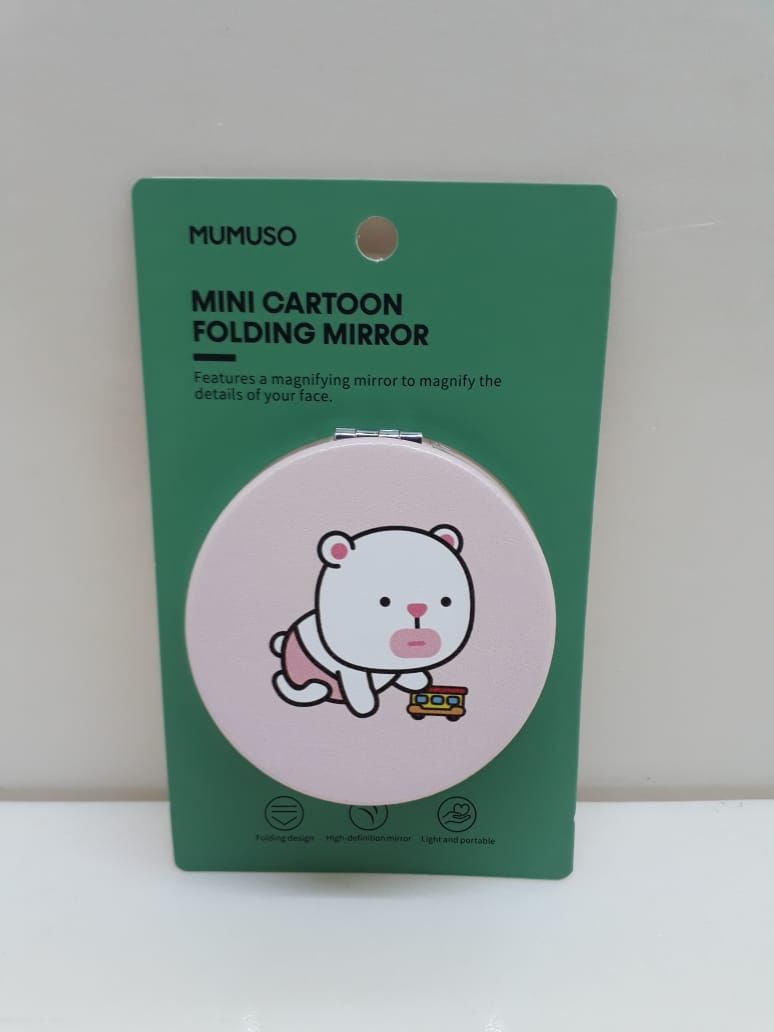 MUMUSO
MINI CARTOON
FOLDING MIRROR
Features a magnifying mirror to magnify the
details of your face.
Folding design High-definition mirror Light and portable